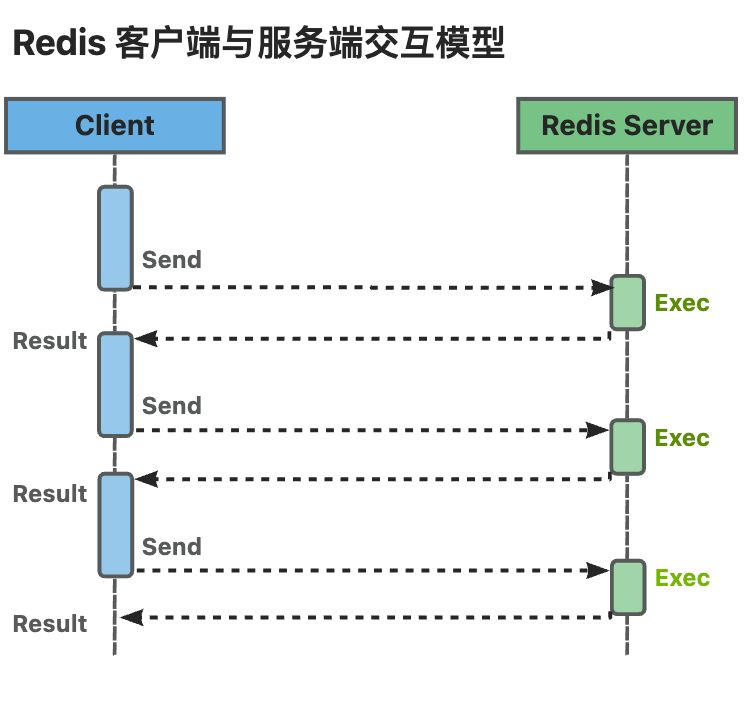 Redis 客户端与服务端交互模型
Client
Redis Server
Send
Exec
Result
Send
Exec
Result
Send
Exec
Result